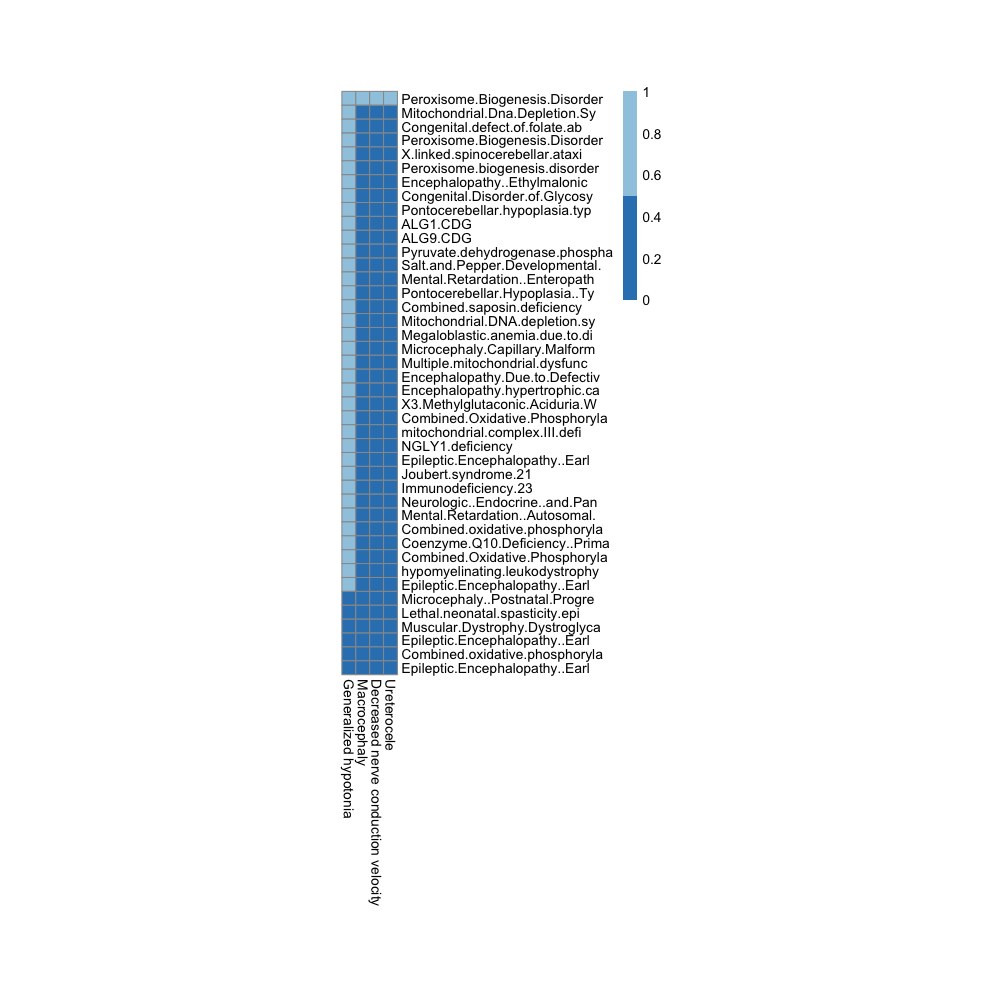 Peroxisome.Biogenesis.Disorder
Mitochondrial.Dna.Depletion.Sy
Congenital.defect.of.folate.ab
Peroxisome.Biogenesis.Disorder
X.linked.spinocerebellar.ataxi
Peroxisome.biogenesis.disorder
Encephalopathy..Ethylmalonic
Congenital.Disorder.of.Glycosy
Pontocerebellar.hypoplasia.typ
ALG1.CDG
ALG9.CDG
Pyruvate.dehydrogenase.phospha
Salt.and.Pepper.Developmental.
Mental.Retardation..Enteropath
Pontocerebellar.Hypoplasia..Ty
Combined.saposin.deficiency
Mitochondrial.DNA.depletion.sy
Megaloblastic.anemia.due.to.di
Microcephaly.Capillary.Malform
Multiple.mitochondrial.dysfunc
Encephalopathy.Due.to.Defectiv
Encephalopathy.hypertrophic.ca
X3.Methylglutaconic.Aciduria.W
Combined.Oxidative.Phosphoryla
mitochondrial.complex.III.defi
NGLY1.deficiency
Epileptic.Encephalopathy..Earl
Joubert.syndrome.21
Immunodeficiency.23
Neurologic..Endocrine..and.Pan
Mental.Retardation..Autosomal.
Combined.oxidative.phosphoryla
Coenzyme.Q10.Deficiency..Prima
Combined.Oxidative.Phosphoryla
hypomyelinating.leukodystrophy
Epileptic.Encephalopathy..Earl
Microcephaly..Postnatal.Progre
Lethal.neonatal.spasticity.epi
Muscular.Dystrophy.Dystroglyca
Epileptic.Encephalopathy..Earl
Combined.oxidative.phosphoryla
Epileptic.Encephalopathy..Earl
1
0.8
0.6
0.4
0.2
0
Generalized hypotonia
Macrocephaly
Decreased nerve conduction velocity
Ureterocele